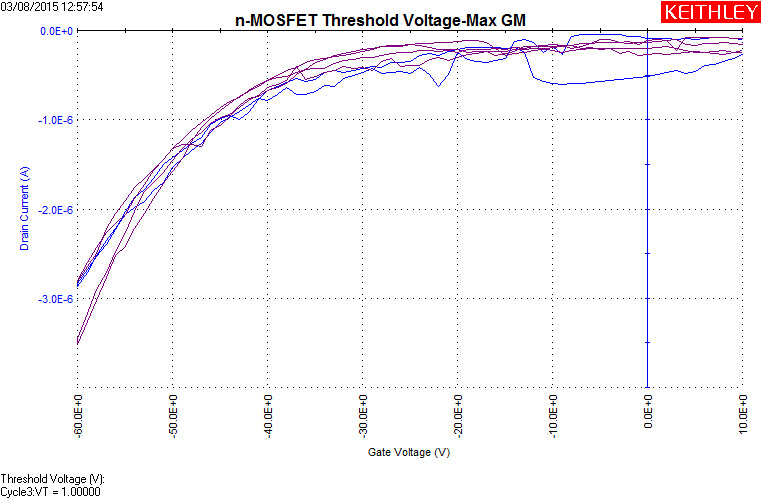 03/08/2015 12:57:54
KEITHLEY
n-MOSFET Threshold Voltage-Max GM
0.0E+0
-1.0E-6
-2.0E-6
-3.0E-6
Drain Current (A)
-60.0E+0
-50.0E+0
-40.0E+0
-30.0E+0
-20.0E+0
-10.0E+0
0.0E+0
10.0E+0
Gate Voltage (V)
Threshold Voltage (V):
Cycle3:VT = 1.00000